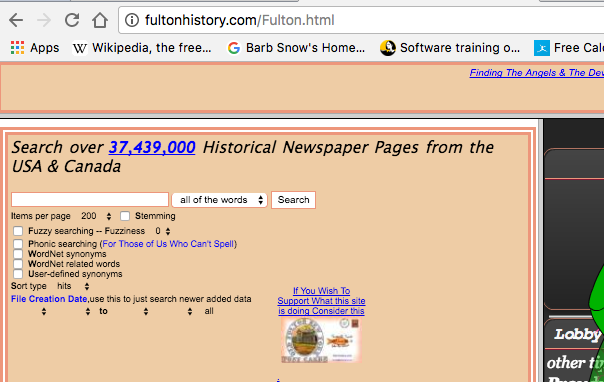 fultonhistory.com/Fulton.html
Apps Wikipedia, the free... Barb Snow's Home... Software training o... Free Calc
Finding The Angels & The Dev
Search over 37,439,000 Historical Newspaper Pages from the
USA & Canada
all of the words Search
Items per page 200 Stemming
Fuzzy searching -- Fuzziness 0
Phonic searching (For Those of Us Who Can't Spell)
WordNet synonyms
WordNet related words
User-defined synonyms
Sort type hits
File Creation Date,use this to just search newer added data
to all
If You Wish To
Support What this site
is doing Consider this
Lobby
other ti